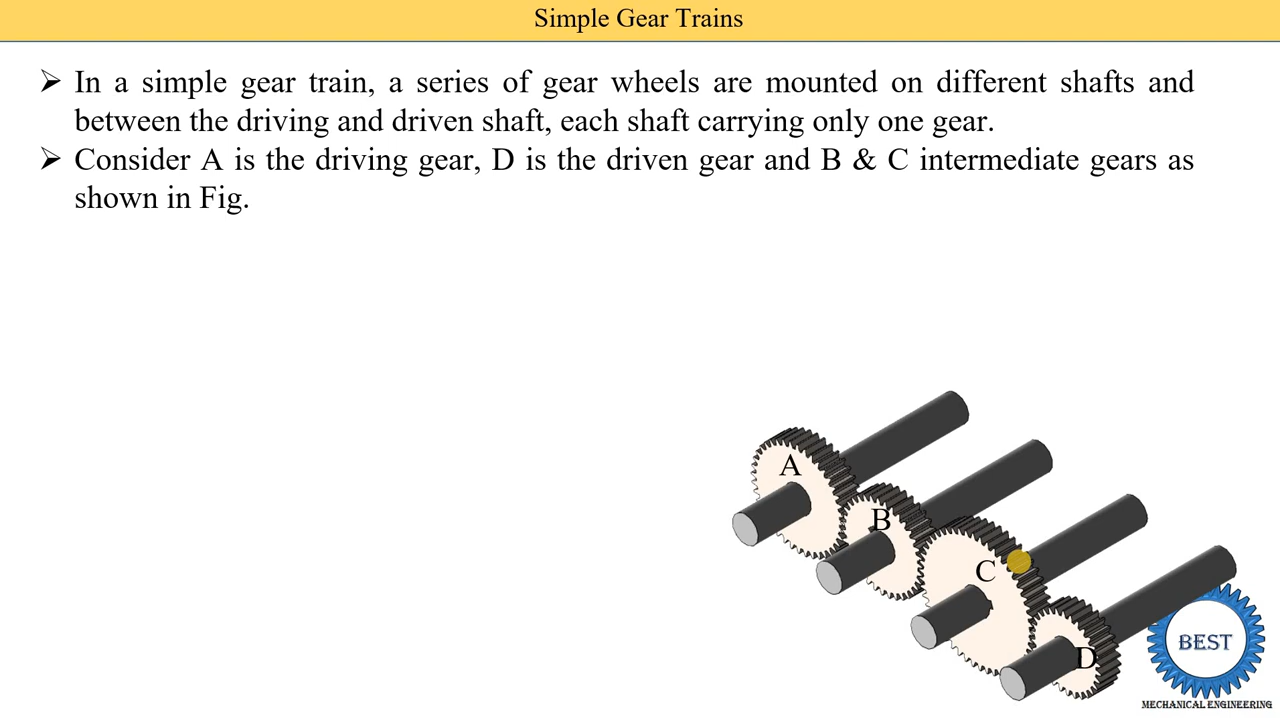 Simple Gear Trains
➢ In a simple gear train, a series of gear wheels are mounted on different shafts and
between the driving and driven shaft, each shaft carrying only one gear.
➢ Consider A is the driving gear, D is the driven gear and B & C intermediate gears as
shown in Fig.
A
B
C
D
BEST
MECHANICAL ENGINEERING